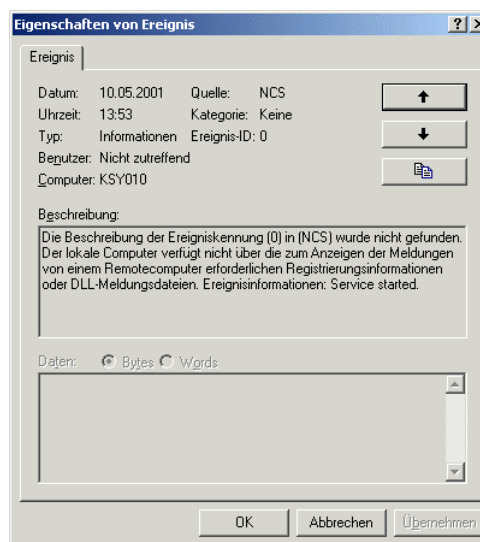 Eigenschaften von Ereignis
Ereignis
Datum: 10.05.2001 Quelle: NCS
Uhrzeit: 13:53 Kategorie: Keine
Typ: Informationen Ereignis-ID: 0
Benutzer: Nicht zutreffend
Computer: KSY010
Beschreibung:
Die Beschreibung der Ereigniskennung (0) in (NCS) wurde nicht gefunden.
Der lokale Computer verfügt nicht über die zum Anzeigen der Meldungen
von einem Remotecomputer erforderlichen Registrierungsinformationen
oder DLL-Meldungsdateien. Ereignisinformationen: Service started.
Daten: Bytes Words
OK Abbrechen Übernehmen